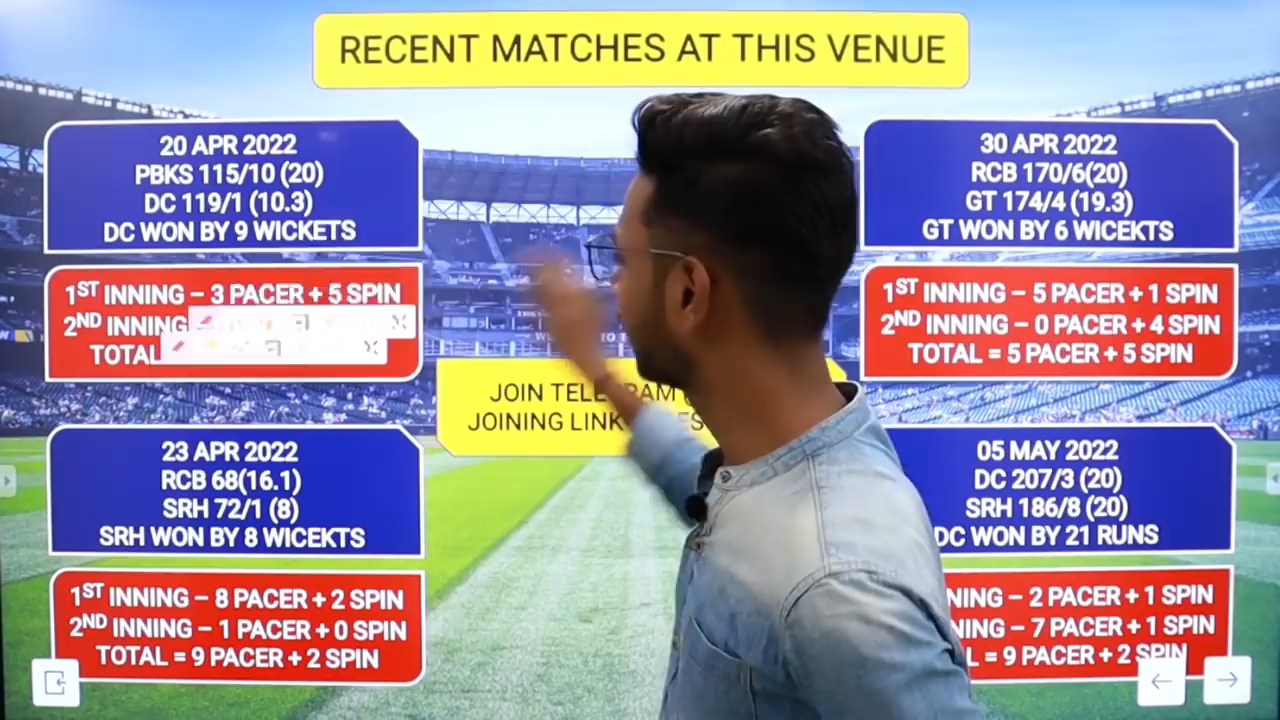 RECENT MATCHES AT THIS VENUE
20 APR 2022
PBKS 115/10 (20)
DC 119/1 (10.3)
DC WON BY 9 WICKETS
1ST INNING – 3 PACER + 5 SPIN
2ND INNING
TOTAL
23 APR 2022
RCB 68(16.1)
SRH 72/1 (8)
SRH WON BY 8 WICEKTS
1ST INNING – 8 PACER + 2 SPIN
2ND INNING – 1 PACER + 0 SPIN
TOTAL = 9 PACER + 2 SPIN
JOIN TELEGRAM
JOINING LINK
30 APR 2022
RCB 170/6(20)
GT 174/4 (19.3)
GT WON BY 6 WICEKTS
1ST INNING – 5 PACER + 1 SPIN
2ND INNING – 0 PACER + 4 SPIN
TOTAL = 5 PACER + 5 SPIN
05 MAY 2022
DC 207/3 (20)
SRH 186/8 (20)
DC WON BY 21 RUNS
NING – 2 PACER + 1 SPIN
NING – 7 PACER + 1 SPIN
L = 9 PACER + 2 SPIN